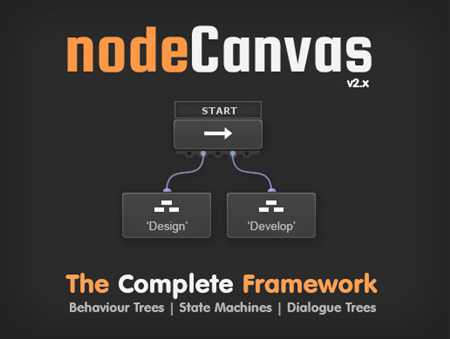 nodeCanvas
v2.x
START
'Design'
'Develop'
The Complete Framework
Behaviour Trees | State Machines | Dialogue Trees